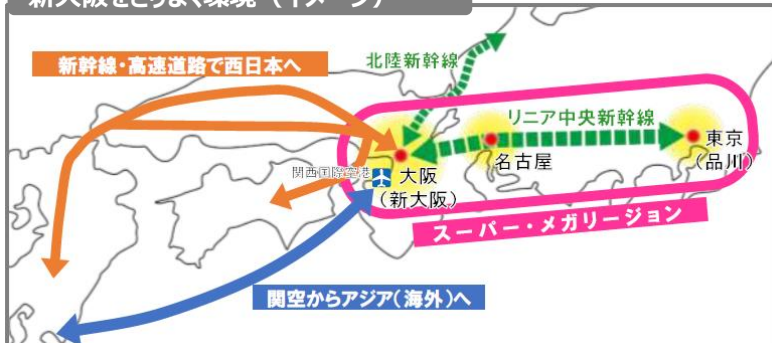 新大阪をとりまく環境（イメージ）
北陸新幹線
新幹線・高速道路で西日本へ
リニア中央新幹線
東京
（品川）
名古屋
関西国際空港
大阪
（新大阪）
スーパー・メガリージョン
関空からアジア（海外）へ